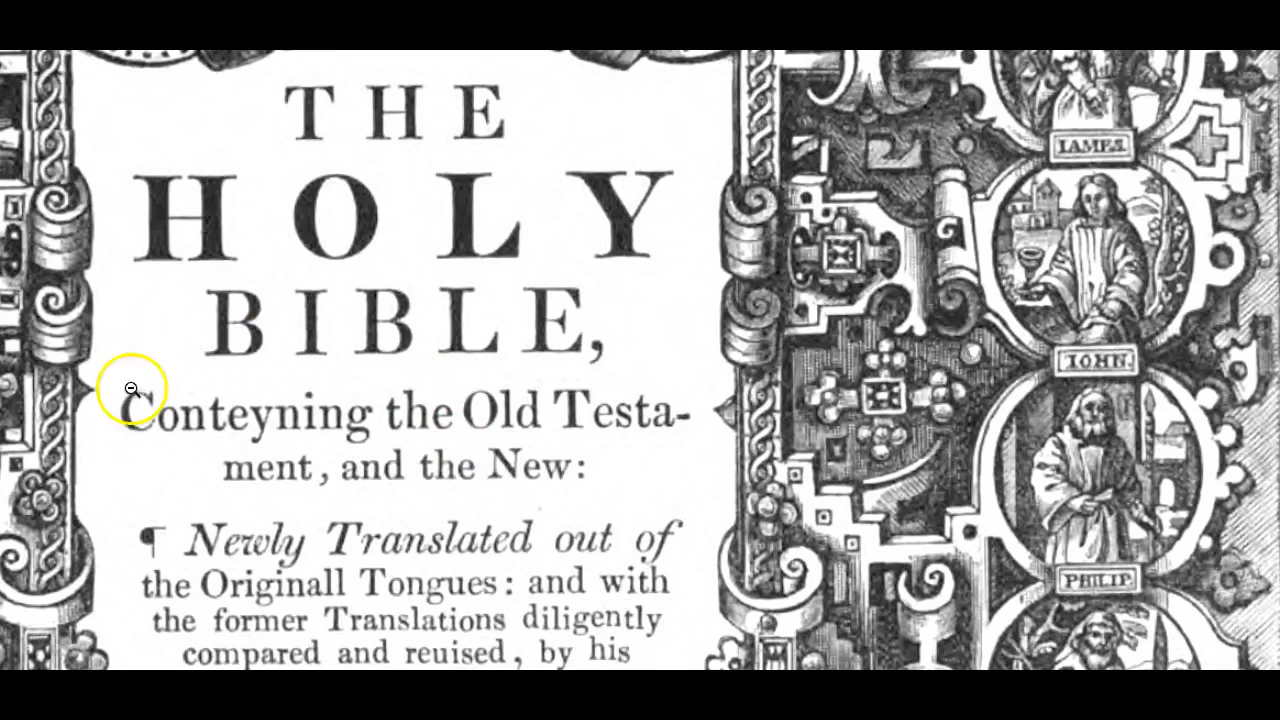 THE
HOLY
BIBLE,
Conteyning the Old Testa-
ment, and the New:
¶ Newly Translated out of
the Originall Tongues: and with
the former Translations diligently
compared and reuised, by his
IAMES.
IOHN.
PHILIP.